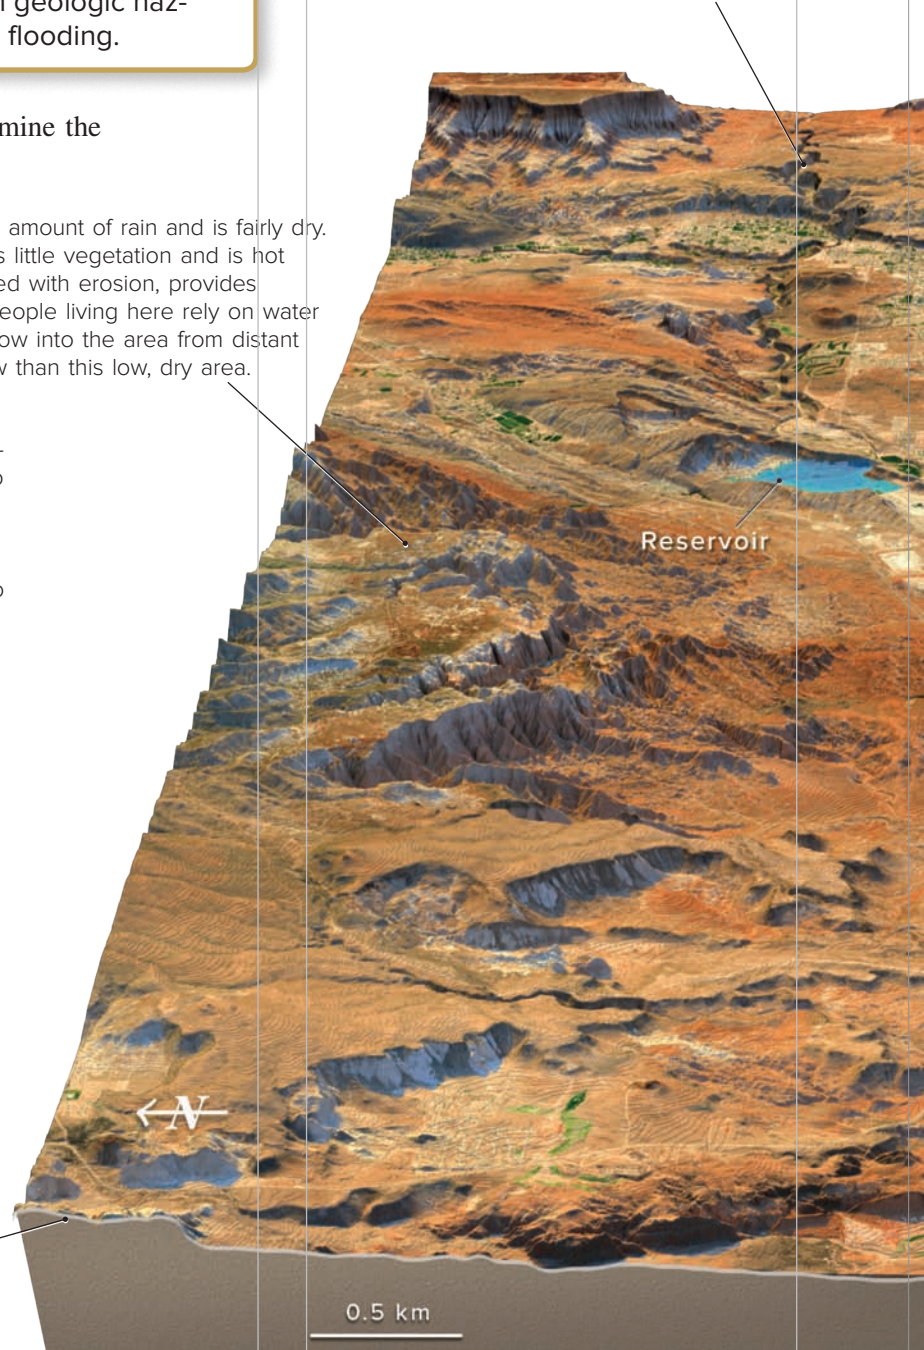 geologic haz-
flooding.
mine the
amount of rain and is fairly dry.
s little vegetation and is hot
ed with erosion, provides
eople living here rely on water
ow into the area from distant
w than this low, dry area.
Reservoir
N
0.5 km